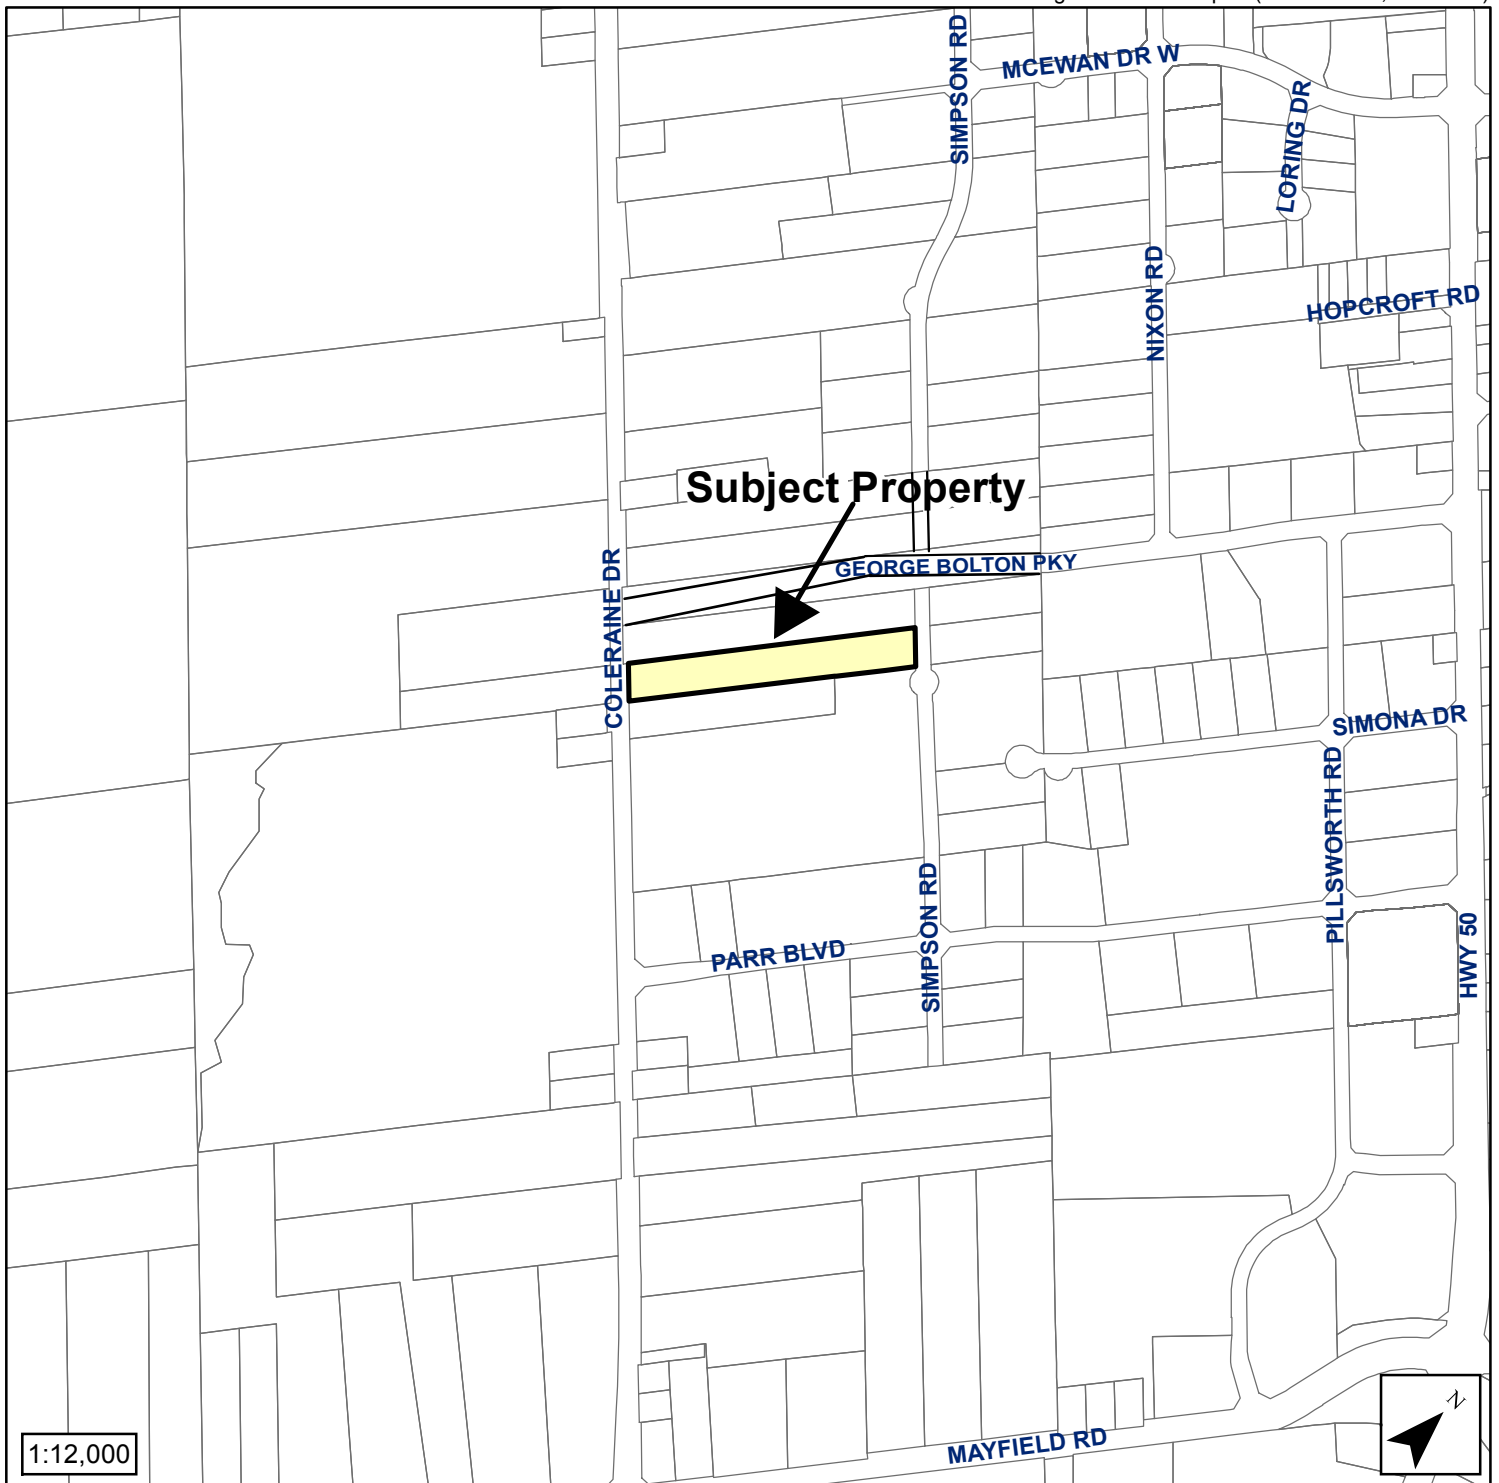 SIMPSON RD
MCEWAN DR W
LORING DR
NIXON RD
HOPCROFT RD
Subject Property
GEORGE BOLTON PKY
COLERAINE DR
SIMONA DR
PILLSWORTH RD
SIMPSON RD
PARR BLVD
HWY 50
MAYFIELD RD
N
1:12,000